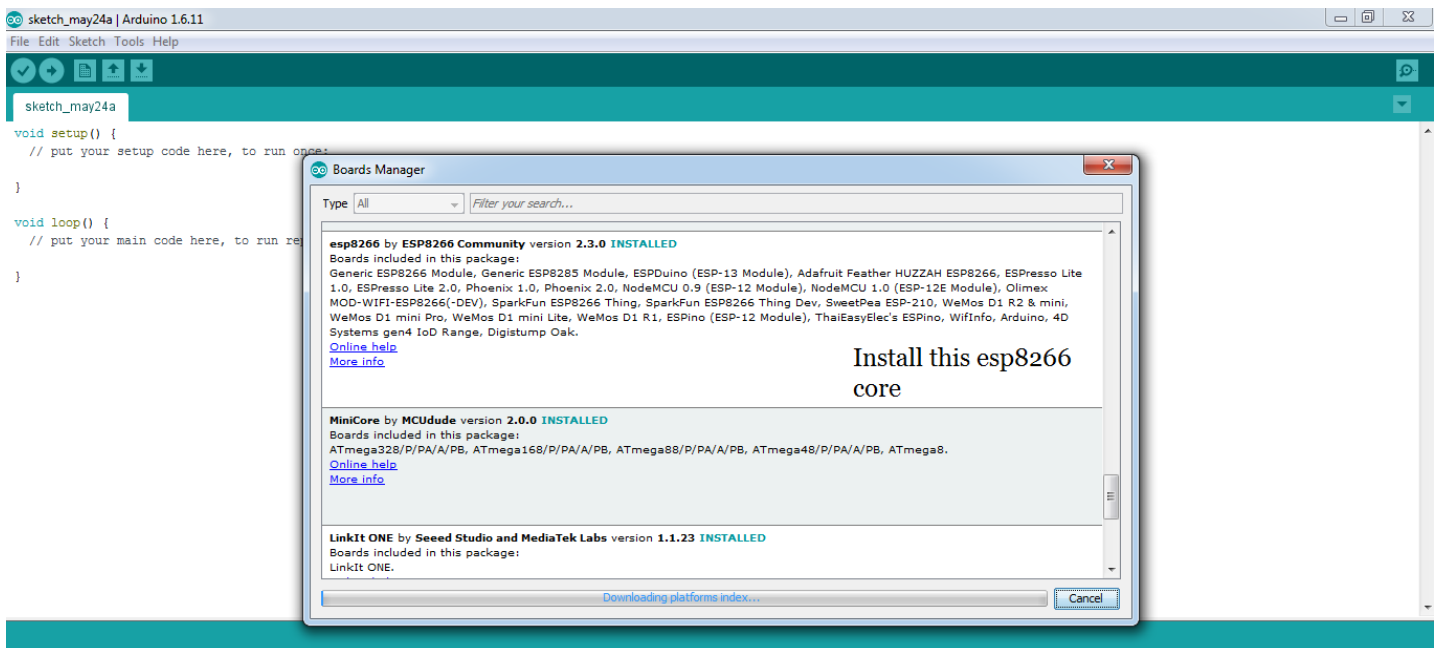 sketch_may24a | Arduino 1.6.11
File Edit Sketch Tools Help
sketch_may24a
void setup() {
// put your setup code here, to run once:
}
void loop() {
// put your main code here, to run rep
}
Boards Manager
Type All Filter your search...
esp8266 by ESP8266 Community version 2.3.0 INSTALLED
Boards included in this package:
Generic ESP8266 Module, Generic ESP8285 Module, ESPDuino (ESP-13 Module), Adafruit Feather HUZZAH ESP8266, ESPresso Lite
1.0, ESPresso Lite 2.0, Phoenix 1.0, Phoenix 2.0, NodeMCU 0.9 (ESP-12 Module), NodeMCU 1.0 (ESP-12E Module), Olimex
MOD-WIFI-ESP8266(-DEV), SparkFun ESP8266 Thing, SparkFun ESP8266 Thing Dev, SweetPea ESP-210, WeMos D1 R2 & mini,
WeMos D1 mini Pro, WeMos D1 mini Lite, WeMos D1 R1, ESPino (ESP-12 Module), ThaiEasyElec's ESPino, WifInfo, Arduino, 4D
Systems gen4 IoD Range, Digistump Oak.
Online help
More info
Install this esp8266
core
MiniCore by MCUdude version 2.0.0 INSTALLED
Boards included in this package:
ATmega328/P/PA/A/PB, ATmega168/P/PA/A/PB, ATmega88/P/PA/A/PB, ATmega48/P/PA/A/PB, ATmega8.
Online help
More info
LinkIt ONE by Seeed Studio and MediaTek Labs version 1.1.23 INSTALLED
Boards included in this package:
LinkIt ONE.
Downloading platforms index...
Cancel